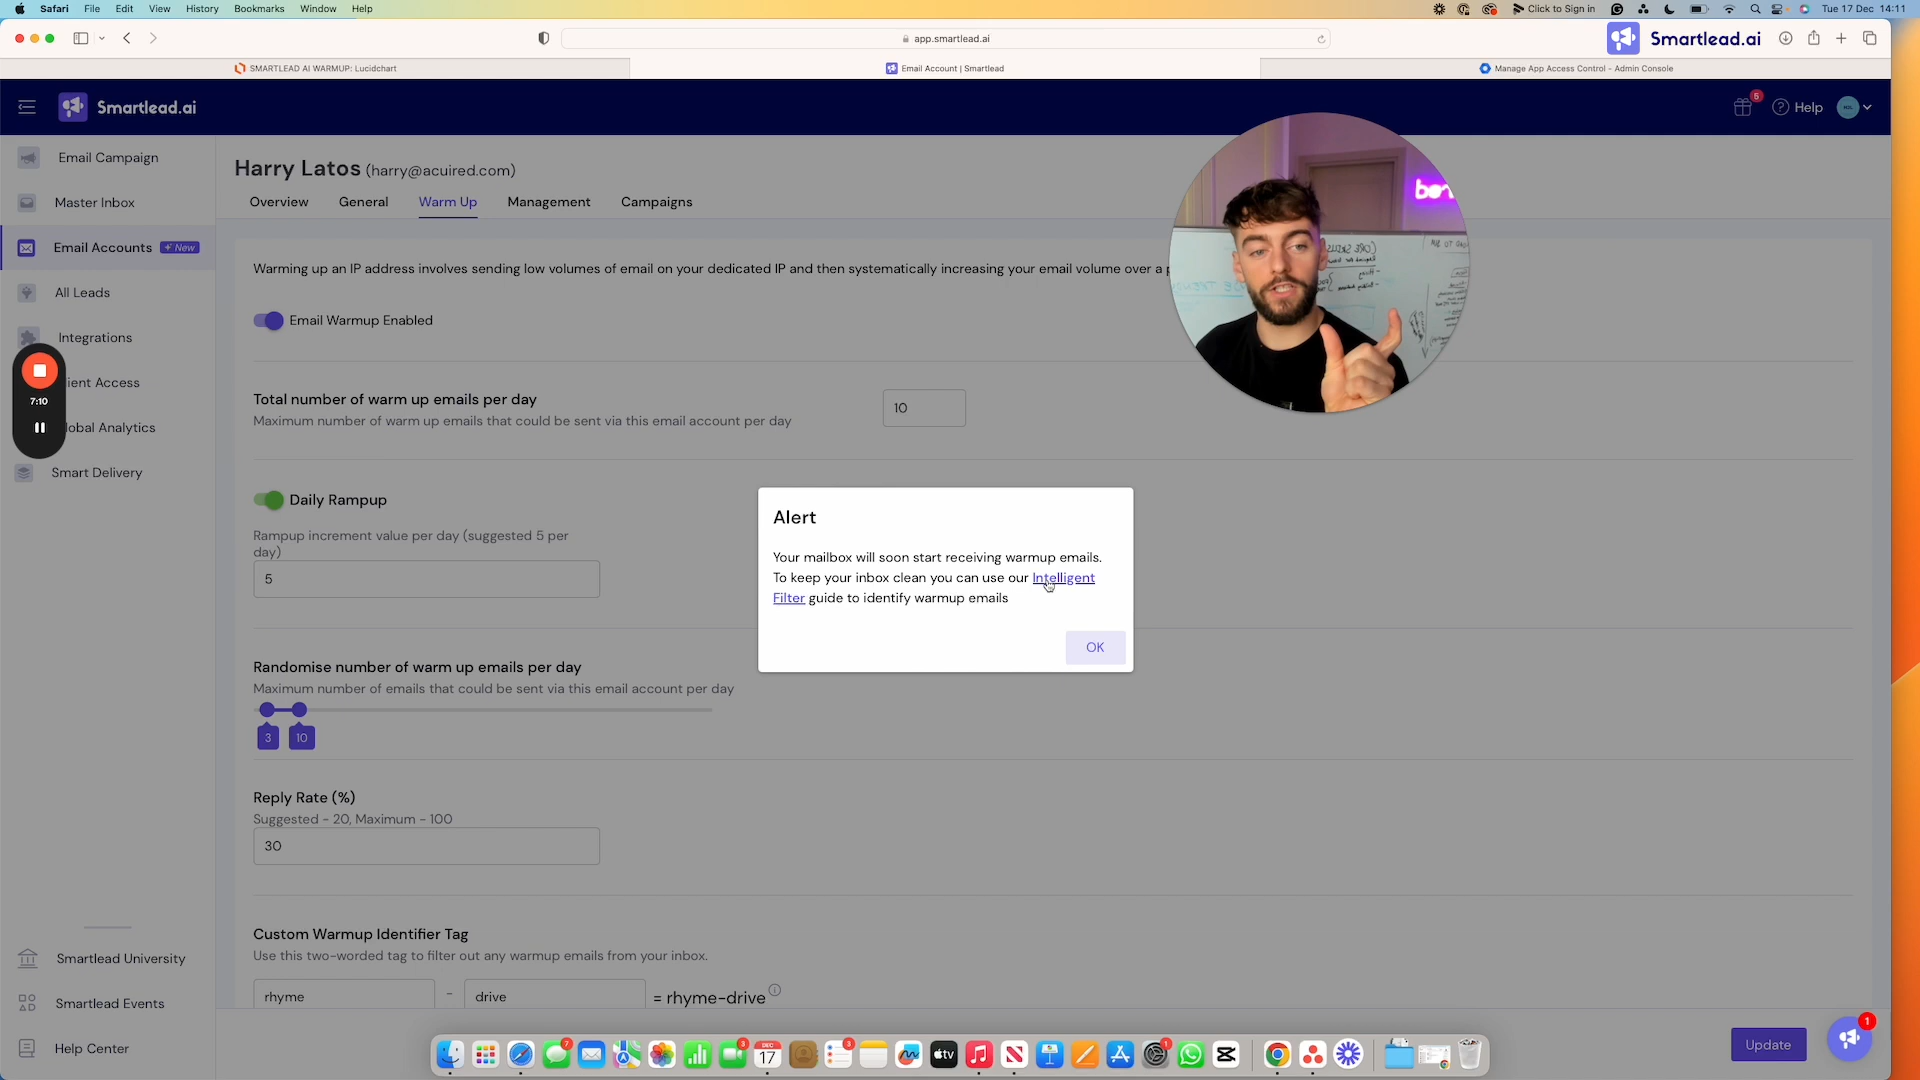 Safari File Edit View History Bookmarks Window Help
Click to Sign in
Tue 17 Dec 14:11
app.smartlead.ai
Smartlead.ai
SMARTLEAD AI WARMUP: Lucidchart
Email Account | Smartlead
Manage App Access Control - Admin Console
Smartlead.ai
5
Help
Email Campaign
Master Inbox
Email Accounts
+ New
All Leads
Integrations
ient Access
lobal Analytics
Smart Delivery
7:10
Smartlead University
Smartlead Events
Help Center
Harry Latos (harry@acuired.com)
Overview General Warm Up Management Campaigns
Warming up an IP address involves sending low volumes of email on your dedicated IP and then systematically increasing your email volume over a p
Email Warmup Enabled
Total number of warm up emails per day
Maximum number of warm up emails that could be sent via this email account per day
10
Daily Rampup
Rampup increment value per day (suggested 5 per
day)
5
Alert
Your mailbox will soon start receiving warmup emails.
To keep your inbox clean you can use our Intelligent
Filter guide to identify warmup emails
OK
Randomise number of warm up emails per day
Maximum number of emails that could be sent via this email account per day
3 10
Reply Rate (%)
Suggested - 20, Maximum - 100
30
Custom Warmup Identifier Tag
Use this two-worded tag to filter out any warmup emails from your inbox.
rhyme - drive = rhyme-drive
Update
1
7
3
DEC
17
3
tv
1